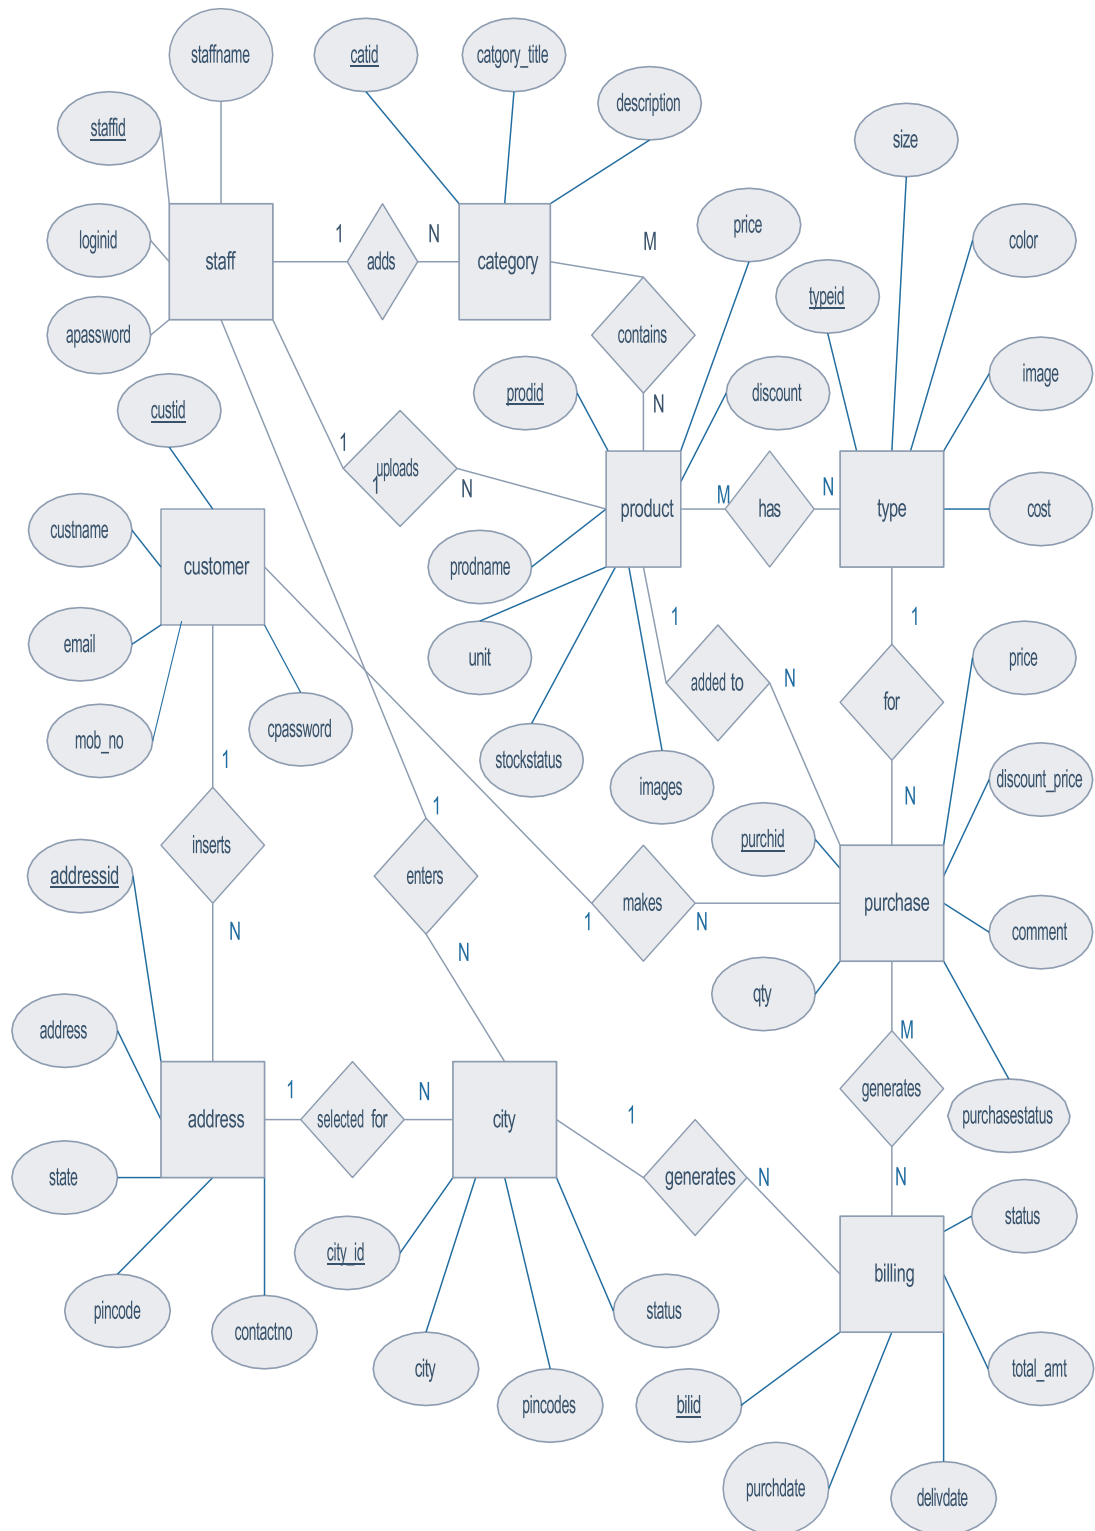 staffname
catid
catgory_title
description
staffid
size
price
loginid
staff
1
adds
N
category
M
color
typeid
apassword
contains
image
custid
prodid
N
discount
1
uploads
1
N
product
M
has
N
type
cost
custname
customer
prodname
email
unit
1
added to
N
1
for
price
mob_no
cpassword
stockstatus
images
1
1
N
discount_price
inserts
addressid
enters
purchid
makes
1
N
purchase
comment
N
N
qty
address
M
generates
purchasestatus
address
1
selected for
N
city
1
generates
N
N
state
status
city_id
billing
pincode
contactno
status
city
pincodes
total_amt
bilid
purchdate
delivdate